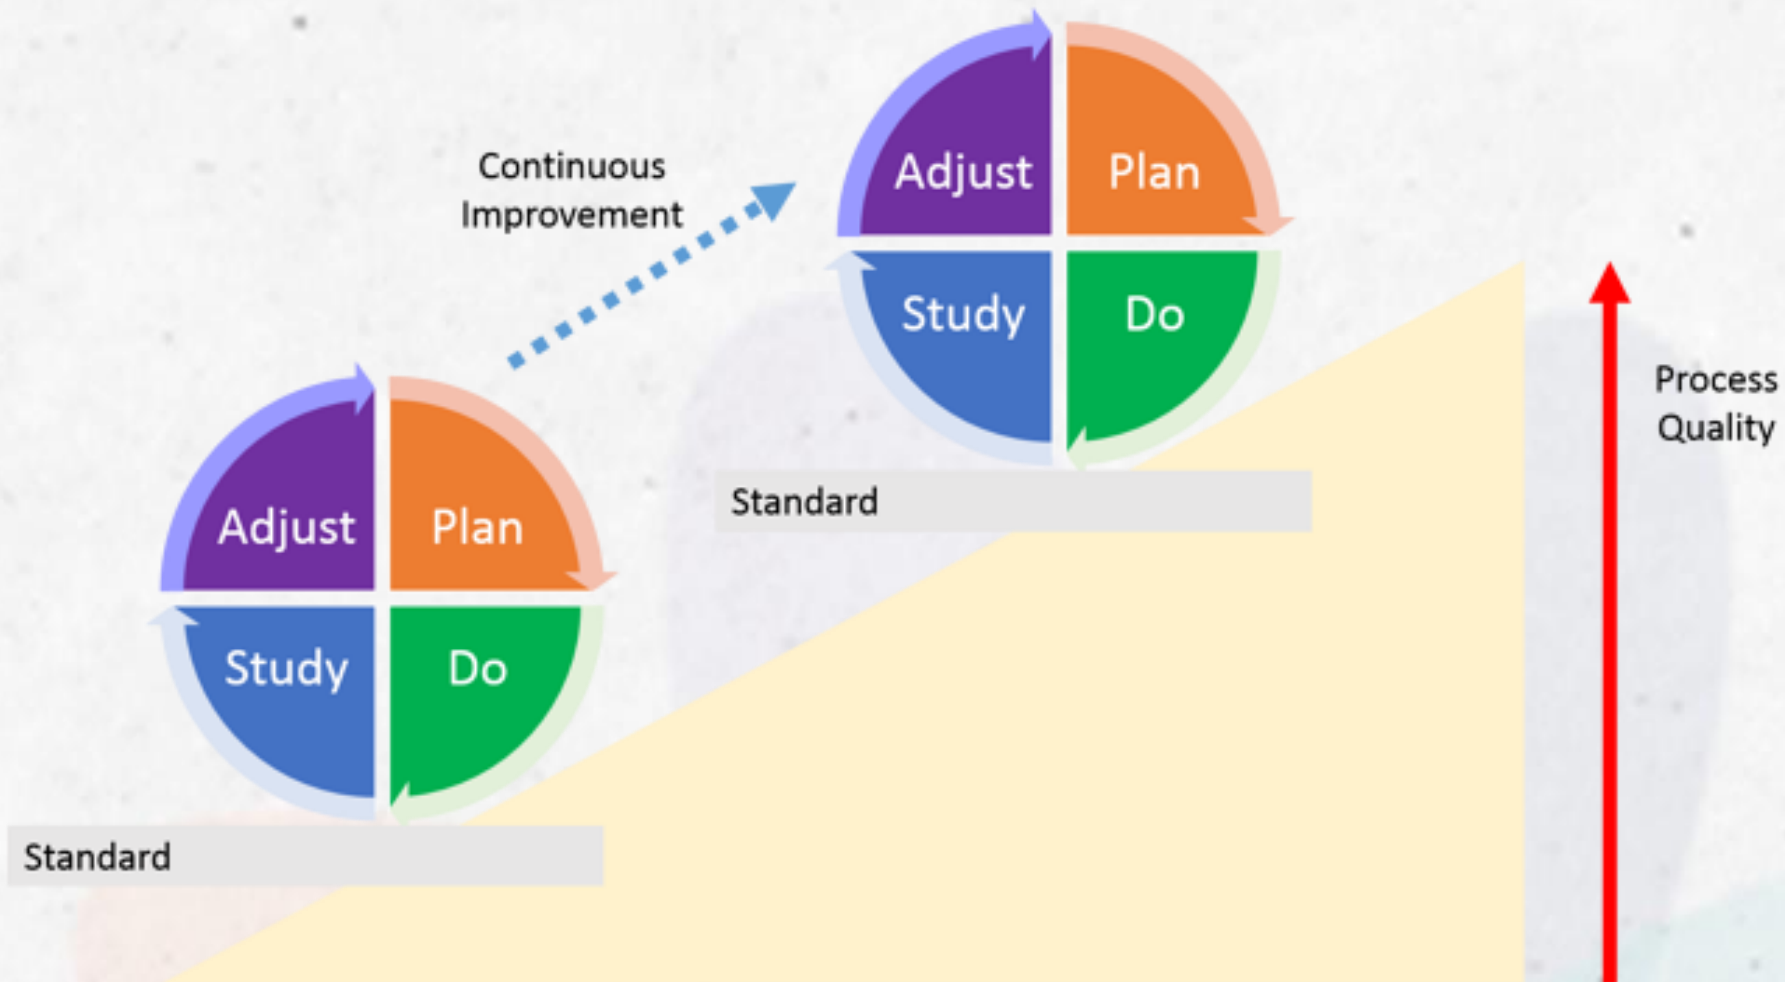 Continuous
Improvement
Adjust
Plan
Study
Do
Standard
Adjust
Plan
Study
Do
Standard
Process
Quality